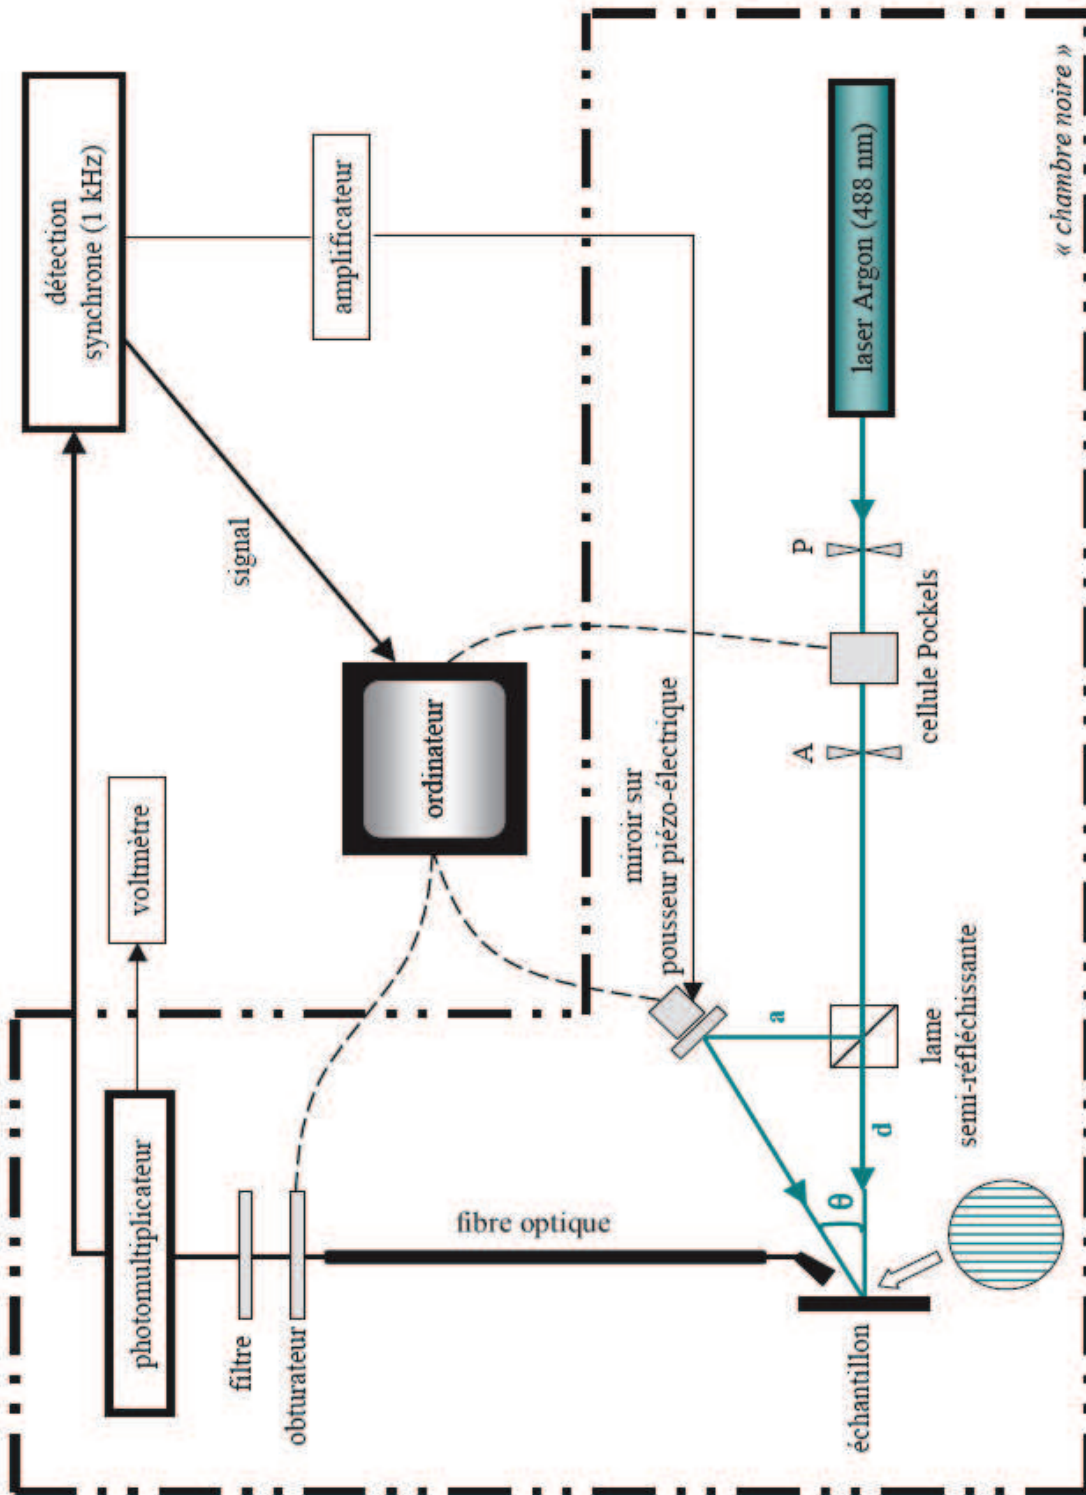 détection
synchrone (1 kHz)
amplificateur
signal
voltmètre
ordinateur
photomultiplicateur
filtre
obturateur
fibre optique
miroir sur
pousseur piézo-électrique
« chambre noire »
laser Argon (488 nm)
P
cellule Pockels
A
a
lame
semi-réfléchissante
d
θ
échantillon